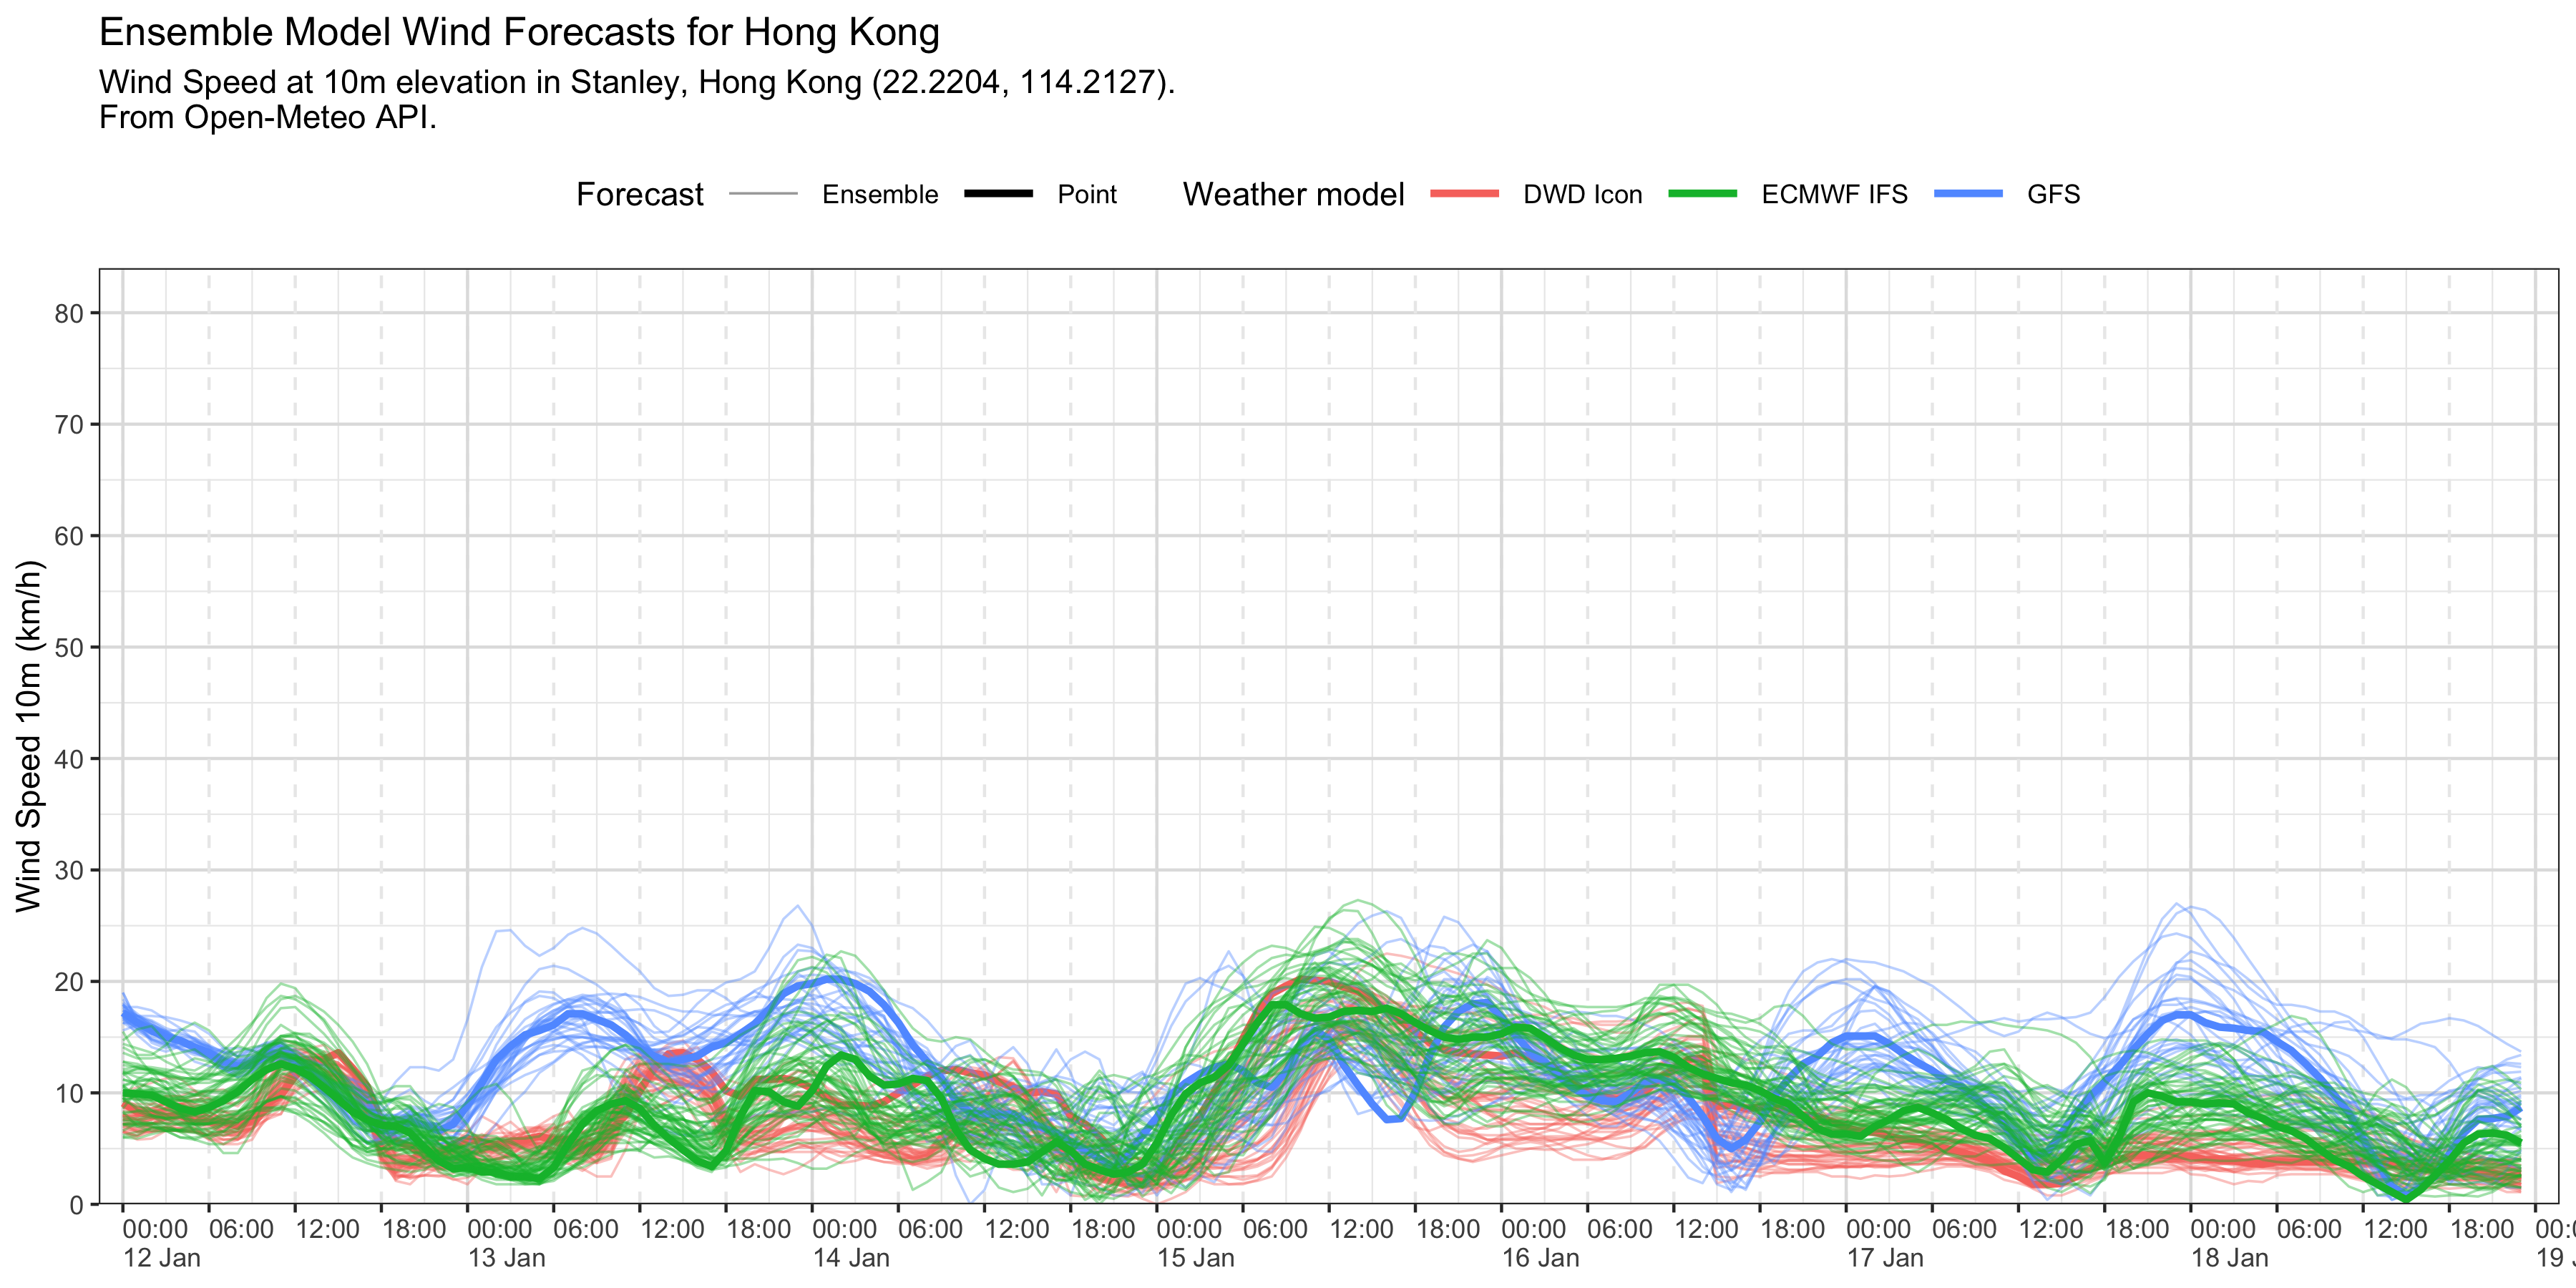 Ensemble Model Wind Forecasts for Hong Kong
Wind Speed at 10m elevation in Stanley, Hong Kong (22.2204, 114.2127).
From Open-Meteo API.
Forecast Ensemble Point Weather model DWD Icon ECMWF IFS GFS
Wind Speed 10m (km/h)
80
70
60
50
40
30
20
10
0
00:00 06:00 12:00 18:00 00:00 06:00 12:00 18:00 00:00 06:00 12:00 18:00 00:00 06:00 12:00 18:00 00:00 06:00 12:00 18:00 00:00 06:00 12:00 18:00 00:00 06:00 12:00 18:00
12 Jan 13 Jan 14 Jan 15 Jan 16 Jan 17 Jan 18 Jan 19